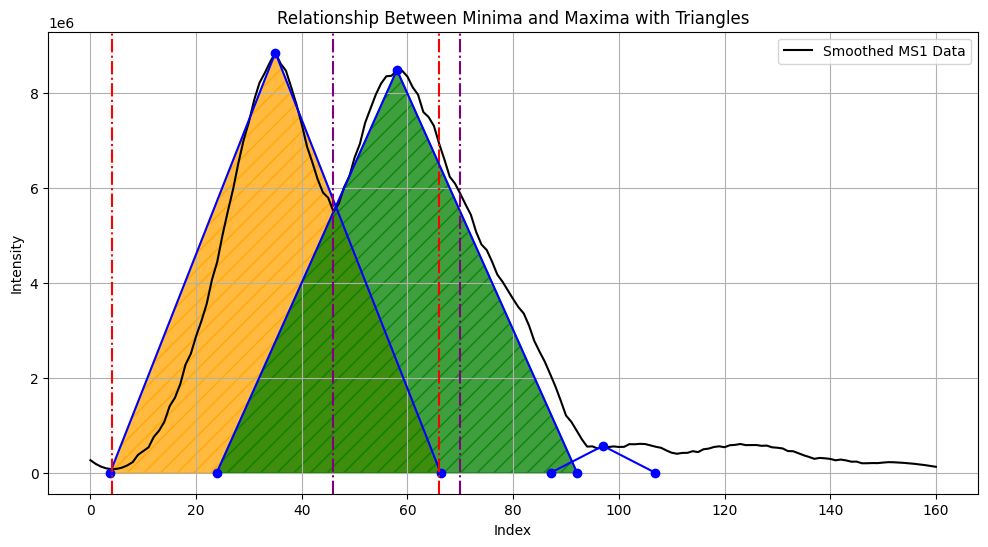 Relationship Between Minima and Maxima with Triangles
1e6
Smoothed MS1 Data
8
6
4
2
0
Intensity
0 20 40 60 80 100 120 140 160
Index